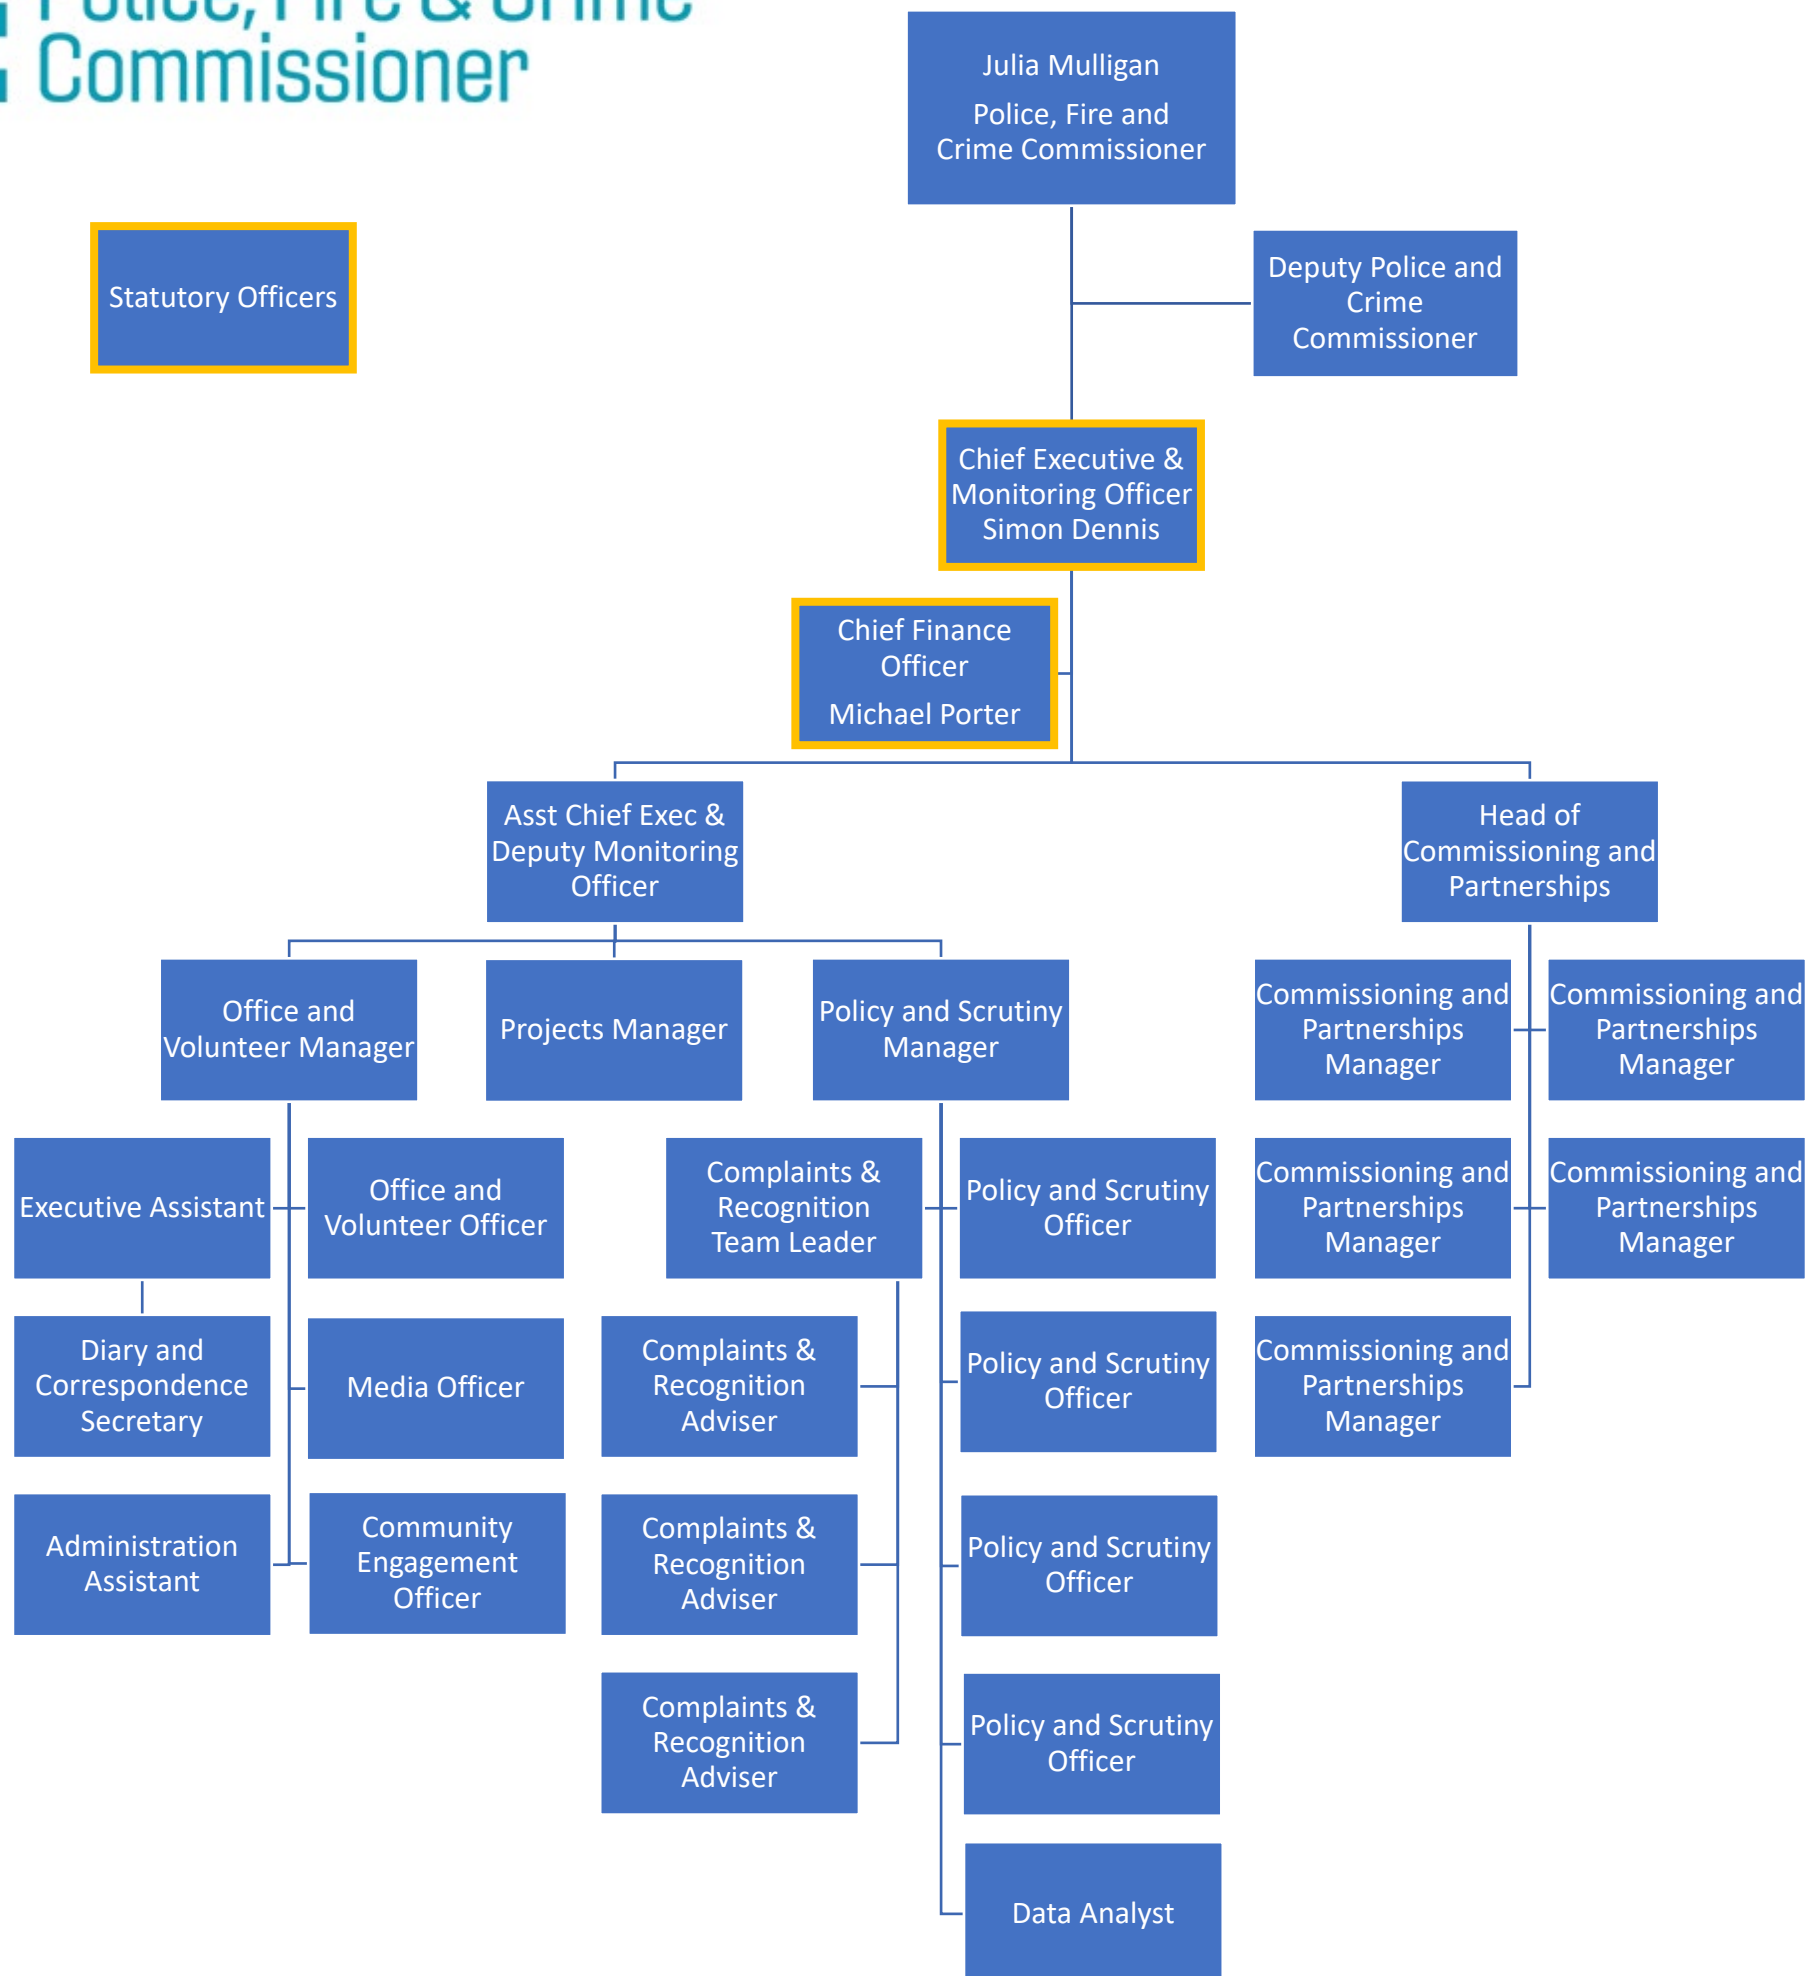 Police, Fire & Crime
Commissioner
Julia Mulligan
Police, Fire and
Crime Commissioner
Statutory Officers
Deputy Police and
Crime
Commissioner
Chief Executive &
Monitoring Officer
Simon Dennis
Chief Finance
Officer
Michael Porter
Asst Chief Exec &
Deputy Monitoring
Officer
Head of
Commissioning and
Partnerships
Office and
Volunteer Manager
Projects Manager
Policy and Scrutiny
Manager
Commissioning and
Partnerships
Manager
Commissioning and
Partnerships
Manager
Executive Assistant
Office and
Volunteer Officer
Complaints &
Recognition
Team Leader
Policy and Scrutiny
Officer
Commissioning and
Partnerships
Manager
Commissioning and
Partnerships
Manager
Diary and
Correspondence
Secretary
Media Officer
Complaints &
Recognition
Adviser
Policy and Scrutiny
Officer
Commissioning and
Partnerships
Manager
Administration
Assistant
Community
Engagement
Officer
Complaints &
Recognition
Adviser
Policy and Scrutiny
Officer
Complaints &
Recognition
Adviser
Policy and Scrutiny
Officer
Data Analyst